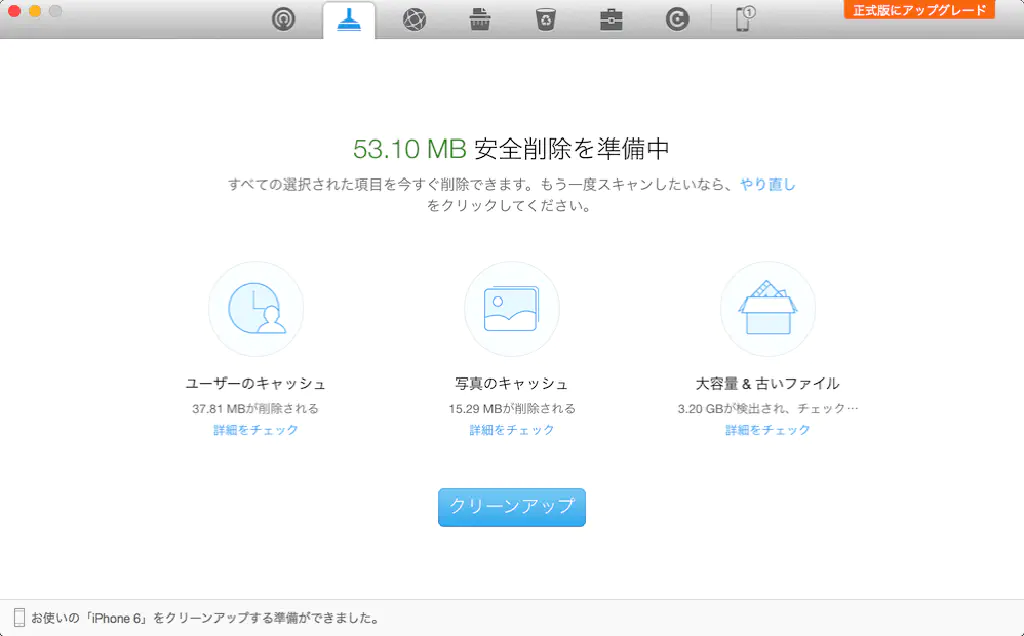 正式版にアップグレード
1
53.10 MB 安全削除を準備中
すべての選択された項目を今すぐ削除できます。もう一度スキャンしたいなら、やり直し
をクリックしてください。
ユーザーのキャッシュ
37.81 MBが削除される
詳細をチェック
写真のキャッシュ
15.29 MBが削除される
詳細をチェック
大容量 & 古いファイル
3.20 GBが検出され、チェック…
詳細をチェック
クリーンアップ
お使いの「iPhone 6」をクリーンアップする準備ができました。